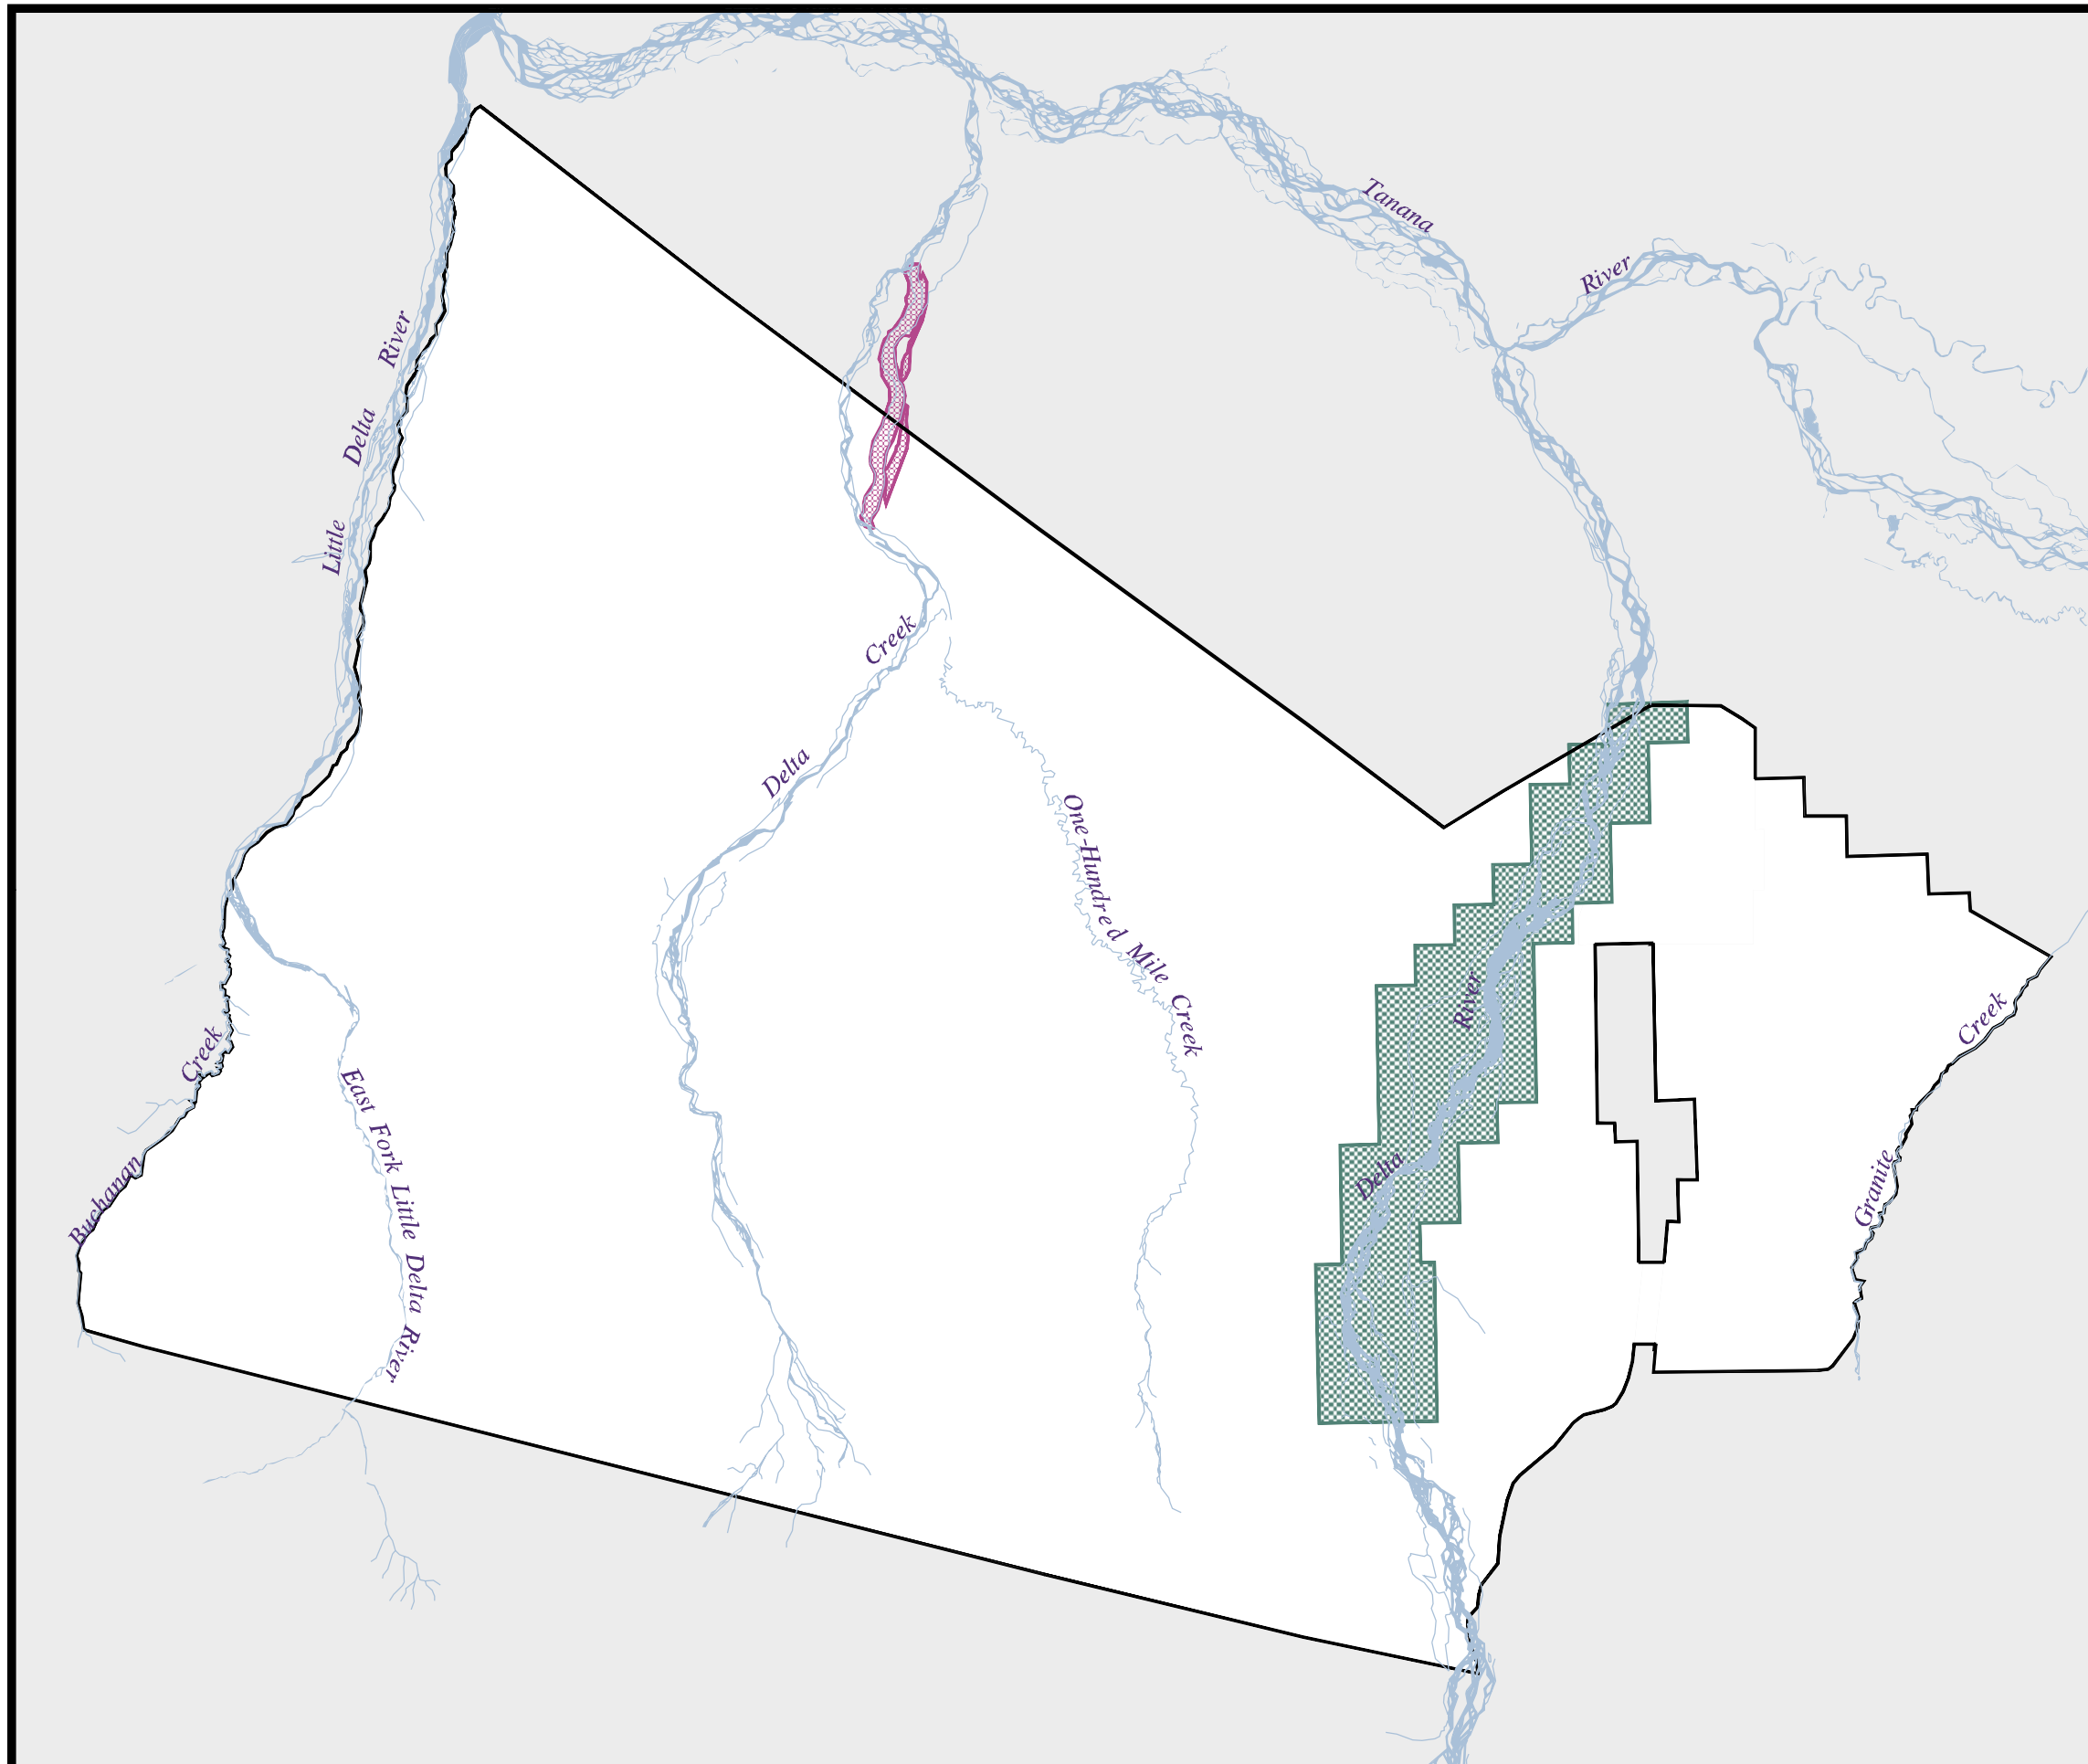 Tanana
River
Little Delta River
Delta Creek
One-Hundred Mile Creek
Delta River
Buchanan Creek
East Fork Little Delta River
Granite Creek